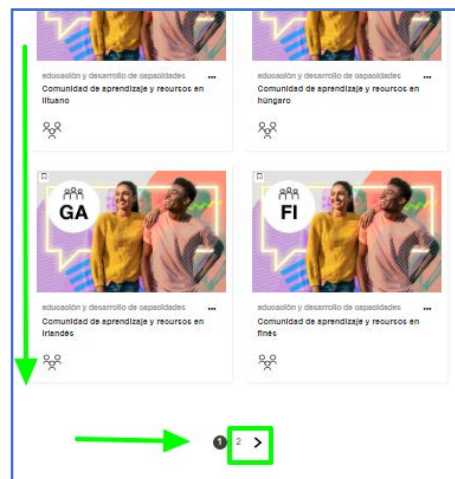 educación y desarrollo de capacidades ...
Comunidad de aprendizaje y recursos en
lituano
educación y desarrollo de capacidades ...
Comunidad de aprendizaje y recursos en
húngaro
GA
educación y desarrollo de capacidades ...
Comunidad de aprendizaje y recursos en
irlandés
FI
educación y desarrollo de capacidades ...
Comunidad de aprendizaje y recursos en
finés
1 2 >